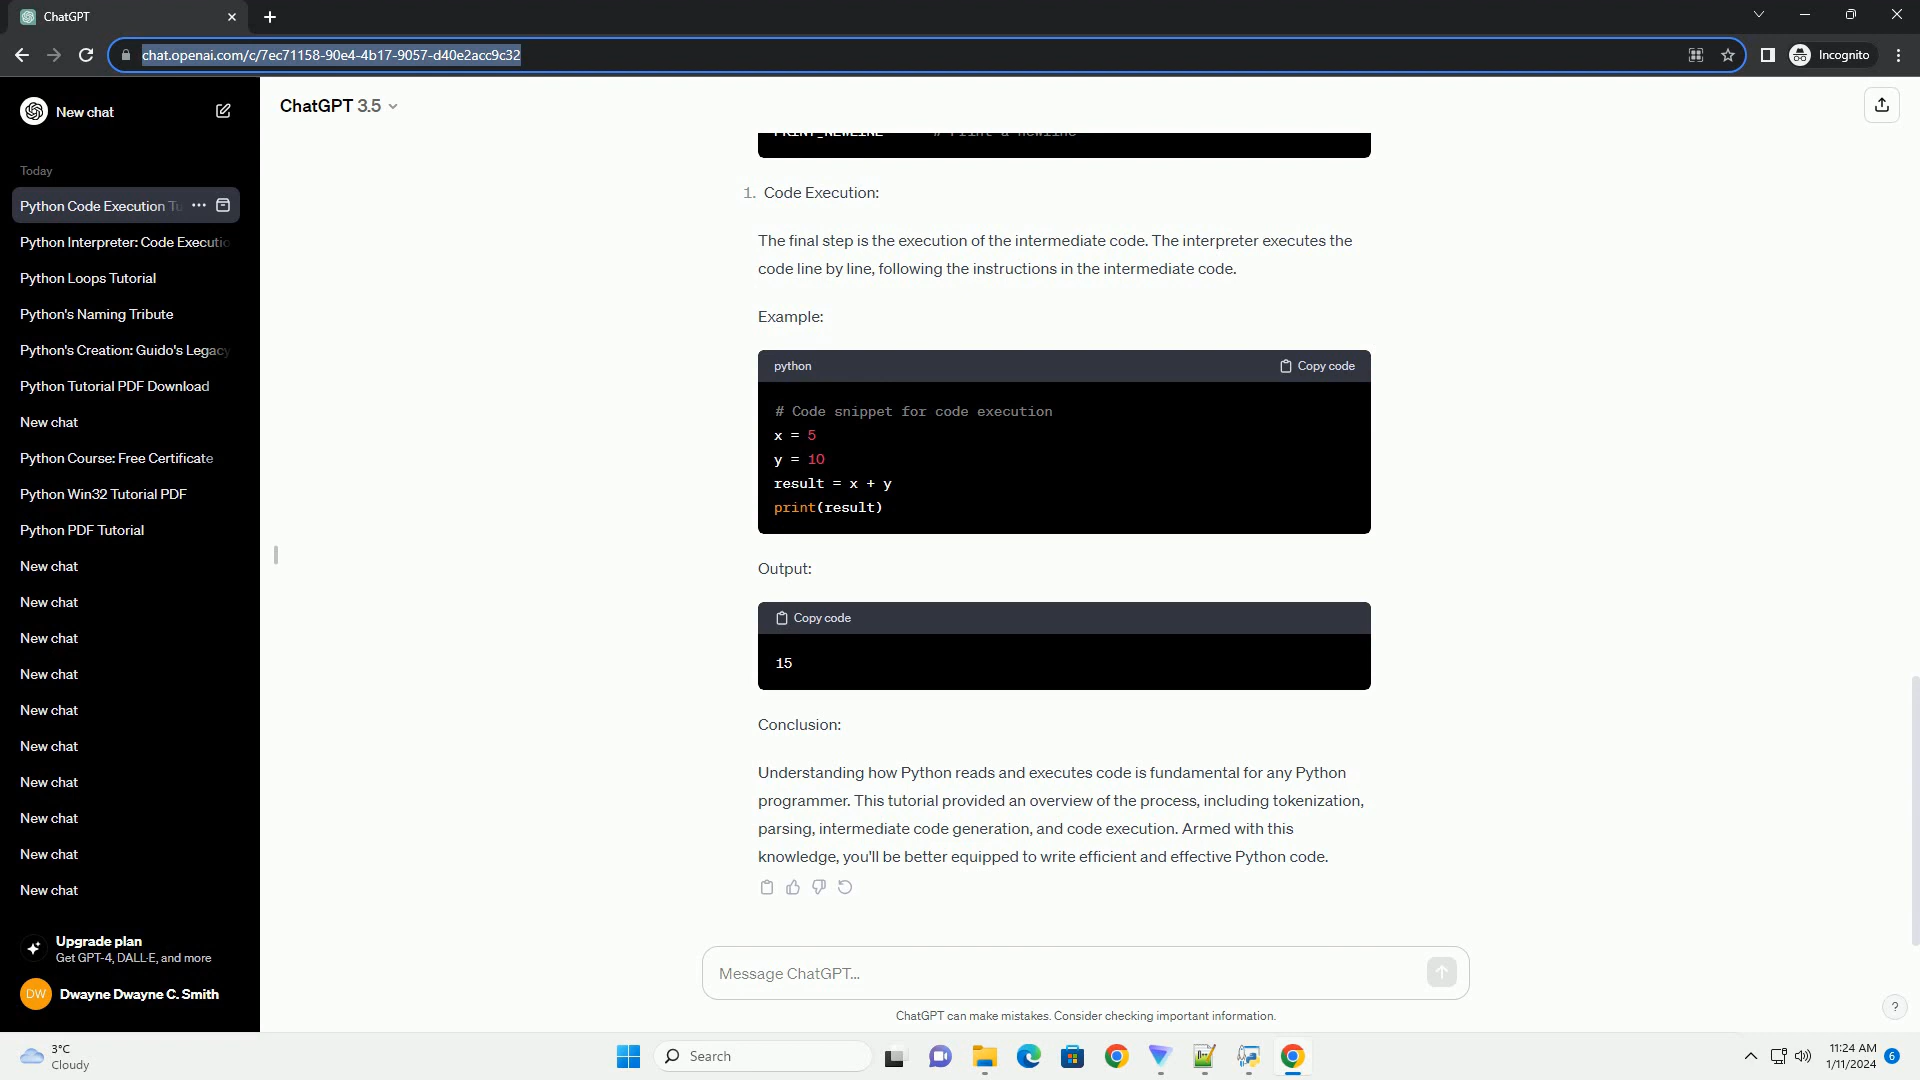 ChatGPT
chat.openai.com/c/7ec71158-90e4-4b17-9057-d40e2acc9c32
Incognito
New chat
Today
Python Code Execution Tu
Python Interpreter: Code Executio
Python Loops Tutorial
Python's Naming Tribute
Python's Creation: Guido's Legacy
Python Tutorial PDF Download
New chat
Python Course: Free Certificate
Python Win32 Tutorial PDF
Python PDF Tutorial
New chat
New chat
New chat
New chat
New chat
New chat
New chat
New chat
New chat
New chat
Upgrade plan
Get GPT-4, DALL·E, and more
DW
Dwayne Dwayne C. Smith
ChatGPT 3.5
PRINT_NEWLINE # Print a newline
1. Code Execution:
The final step is the execution of the intermediate code. The interpreter executes the
code line by line, following the instructions in the intermediate code.
Example:
python
Copy code
# Code snippet for code execution
x = 5
y = 10
result = x + y
print(result)
Output:
Copy code
15
Conclusion:
Understanding how Python reads and executes code is fundamental for any Python
programmer. This tutorial provided an overview of the process, including tokenization,
parsing, intermediate code generation, and code execution. Armed with this
knowledge, you'll be better equipped to write efficient and effective Python code.
Message ChatGPT...
ChatGPT can make mistakes. Consider checking important information.
?
3°C
Cloudy
Search
11:24 AM
1/11/2024
6